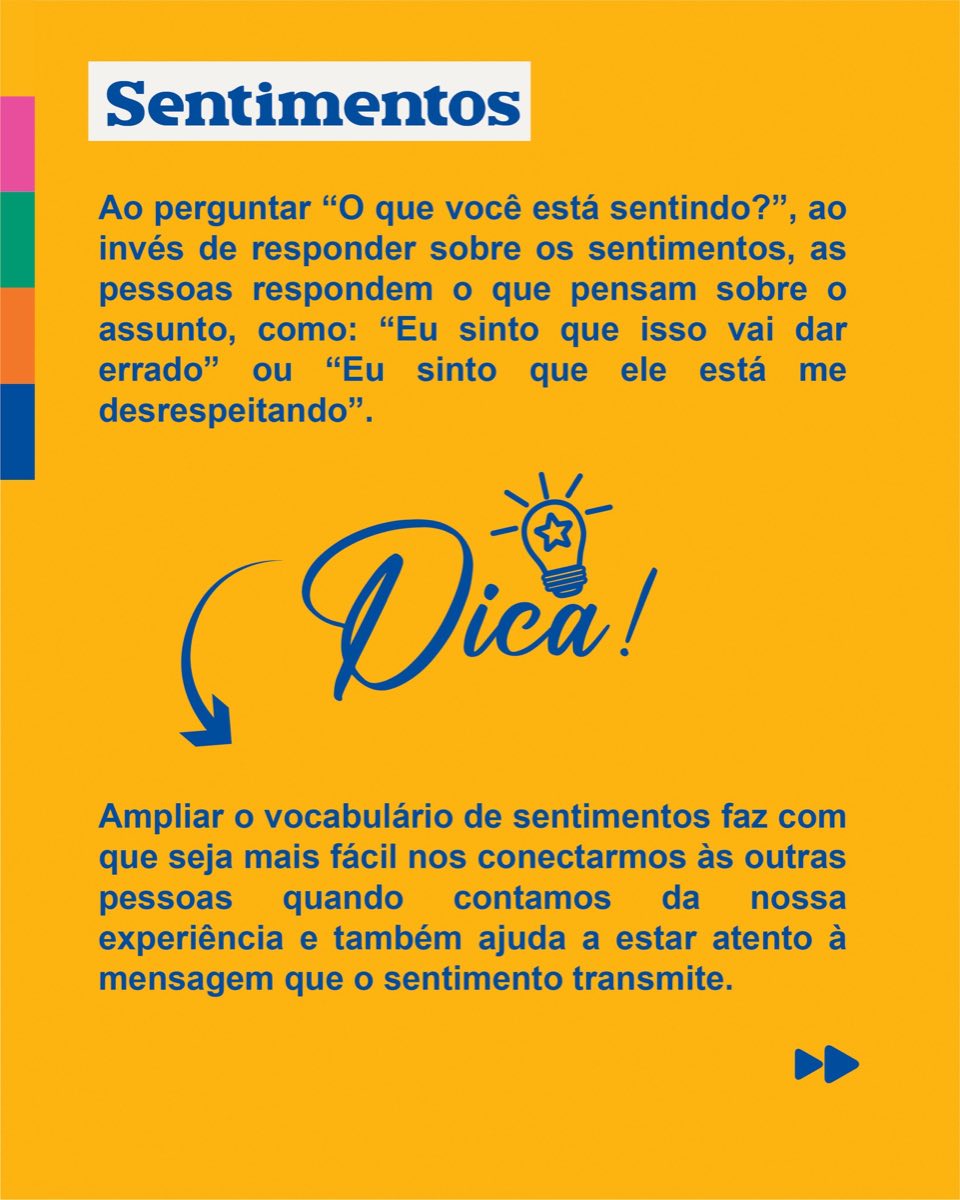 Sentimentos
Ao perguntar “O que você está sentindo?”, ao
invés de responder sobre os sentimentos, as
pessoas respondem o que pensam sobre o
assunto, como: “Eu sinto que isso vai dar
errado” ou “Eu sinto que ele está me
desrespeitando”.
Dica!
Ampliar o vocabulário de sentimentos faz com
que seja mais fácil nos conectarmos às outras
pessoas quando contamos da nossa
experiência e também ajuda a estar atento à
mensagem que o sentimento transmite.